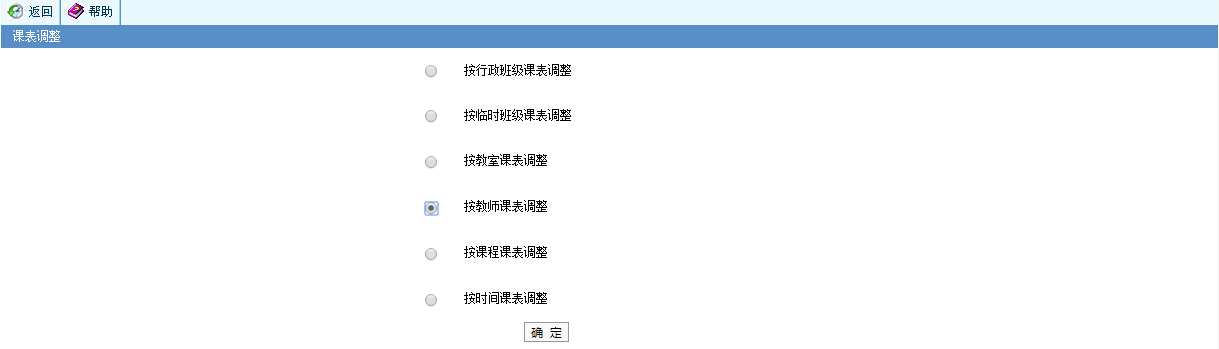 返回 帮助
课表调整
按行政班级课表调整
按临时班级课表调整
按教室课表调整
按教师课表调整
按课程课表调整
按时间课表调整
确 定